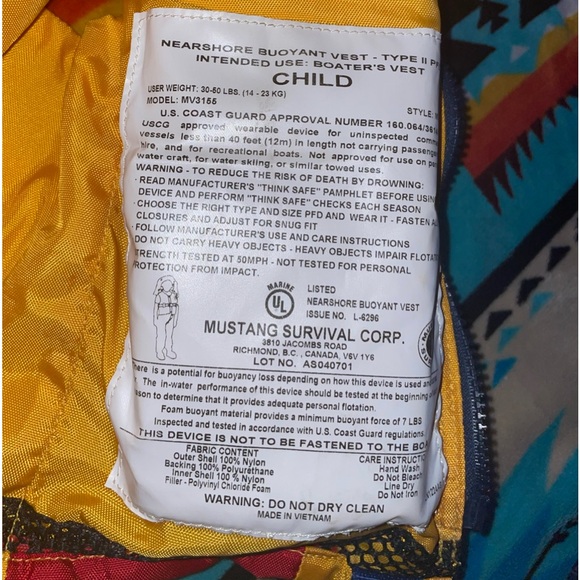 NEARSHORE BUOYANT VEST - TYPE II
INTENDED USE: BOATER'S VEST
CHILD
USER WEIGHT: 30-50 LBS. (14 - 23 KG)
MODEL: MV3155 STYLE:
U.S. COAST GUARD APPROVAL NUMBER 160.064/
USCG approved wearable device for uninspected
vessels less than 40 feet (12m) in length not carrying
hire, and for recreational boats. Not approved for use on
water craft, for water skiing, or similar towed uses.
WARNING - TO REDUCE THE RISK OF DEATH BY DROWNING:
- READ MANUFACTURER'S "THINK SAFE" PAMPHLET BEFORE USING
DEVICE AND PERFORM "THINK SAFE" CHECKS EACH SEASON
- CHOOSE THE RIGHT TYPE AND SIZE PFD AND WEAR IT - FASTEN
CLOSURES AND ADJUST FOR SNUG FIT
FOLLOW MANUFACTURER'S USE AND CARE INSTRUCTIONS
DO NOT CARRY HEAVY OBJECTS - HEAVY OBJECTS IMPAIR
STRENGTH TESTED AT 50MPH - NOT TESTED FOR PERSONAL
PROTECTION FROM IMPACT.
MARINE
UL
LISTED
NEARSHORE BUOYANT VEST
ISSUE NO. L-6296
MUSTANG SURVIVAL CORP.
3810 JACOMBS ROAD
RICHMOND, B.C., CANADA, V6V 1Y6
LOT NO. AS040701
There is a potential for buoyancy loss depending on how this device is used and
The in-water performance of this device should be tested at the beginning
to determine that it provides adequate personal flotation.
Foam buoyant material provides a minimum buoyant force of 7 LBS
Inspected and tested in accordance with U.S. Coast Guard regulations.
THIS DEVICE IS NOT TO BE FASTENED TO THE
FABRIC CONTENT
Outer Shell 100% Nylon
Backing 100% Polyurethane
Inner Shell 100 % Nylon
Filler - Polyvinyl Chloride Foam
CARE
Hand Wash
Do Not Bleach
Line Dry
Do Not Iron
WARNING: DO NOT DRY CLEAN
MADE IN VIETNAM